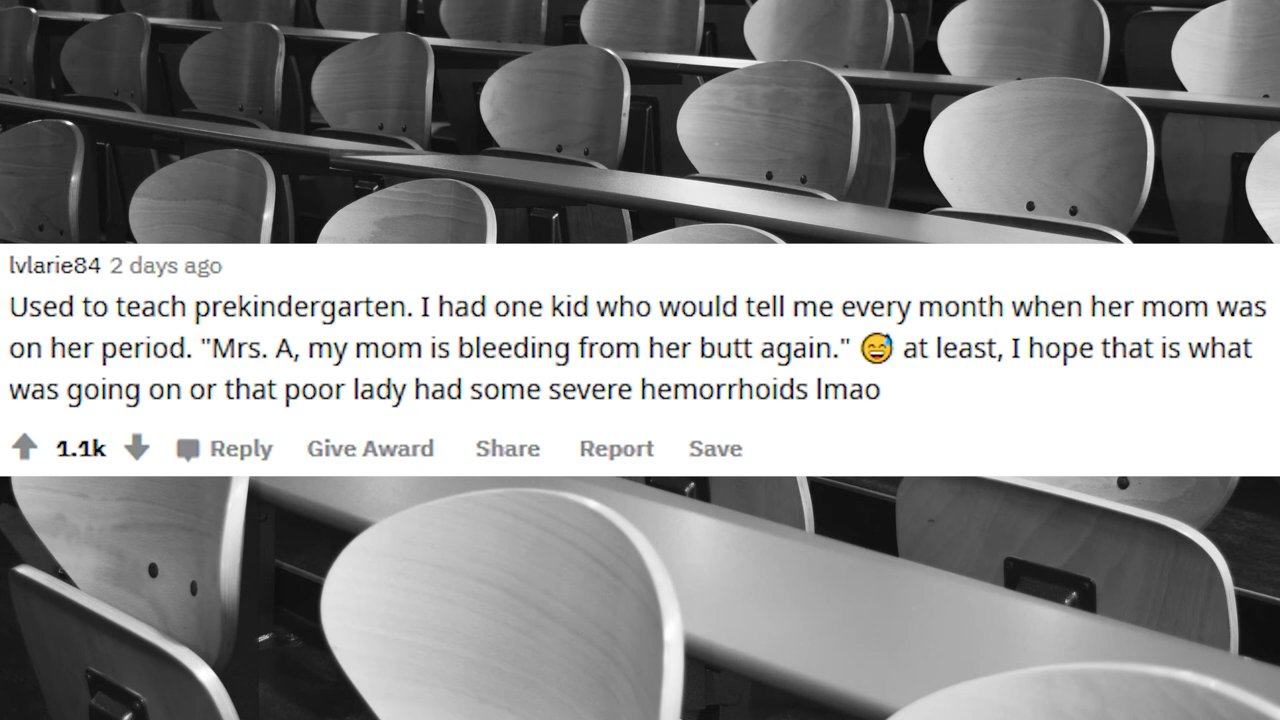 lvlarie84 2 days ago
Used to teach prekindergarten. I had one kid who would tell me every month when her mom was
on her period. "Mrs. A, my mom is bleeding from her butt again." 😅 at least, I hope that is what
was going on or that poor lady had some severe hemorrhoids lmao
1.1k Reply Give Award Share Report Save